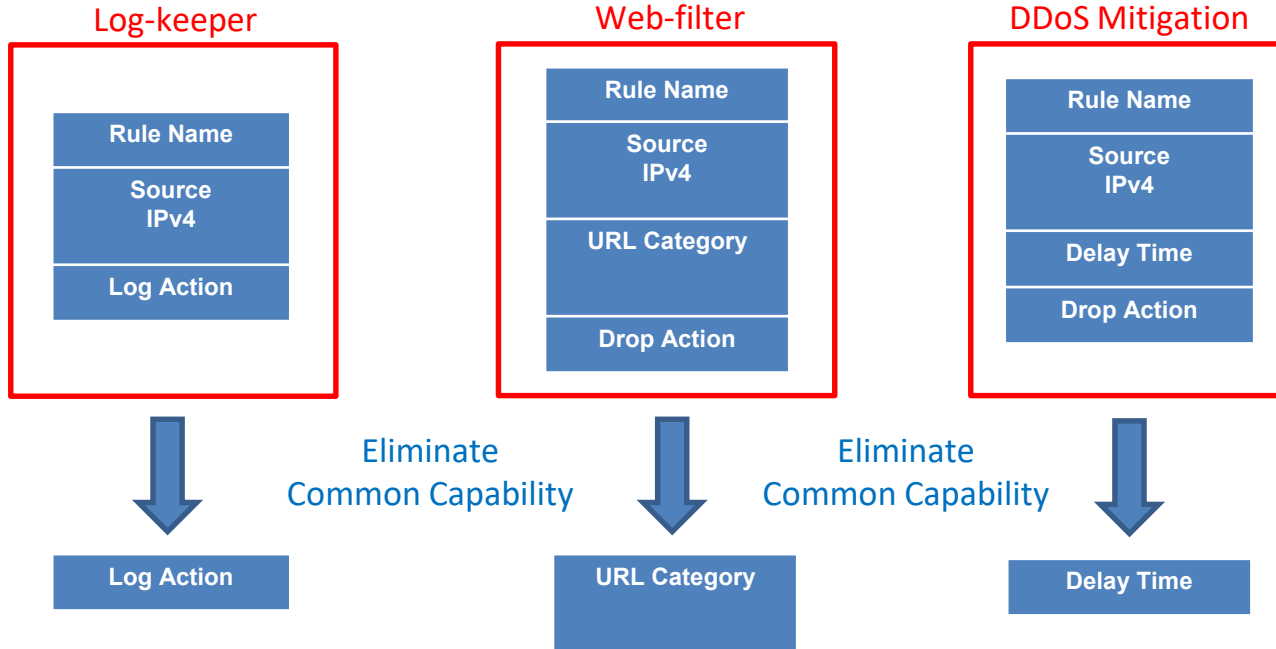 Log-keeper
Rule Name
Source
IPv4
Log Action
Web-filter
Rule Name
Source
IPv4
URL Category
Drop Action
DDoS Mitigation
Rule Name
Source
IPv4
Delay Time
Drop Action
Eliminate
Common Capability
Eliminate
Common Capability
Log Action
URL Category
Delay Time